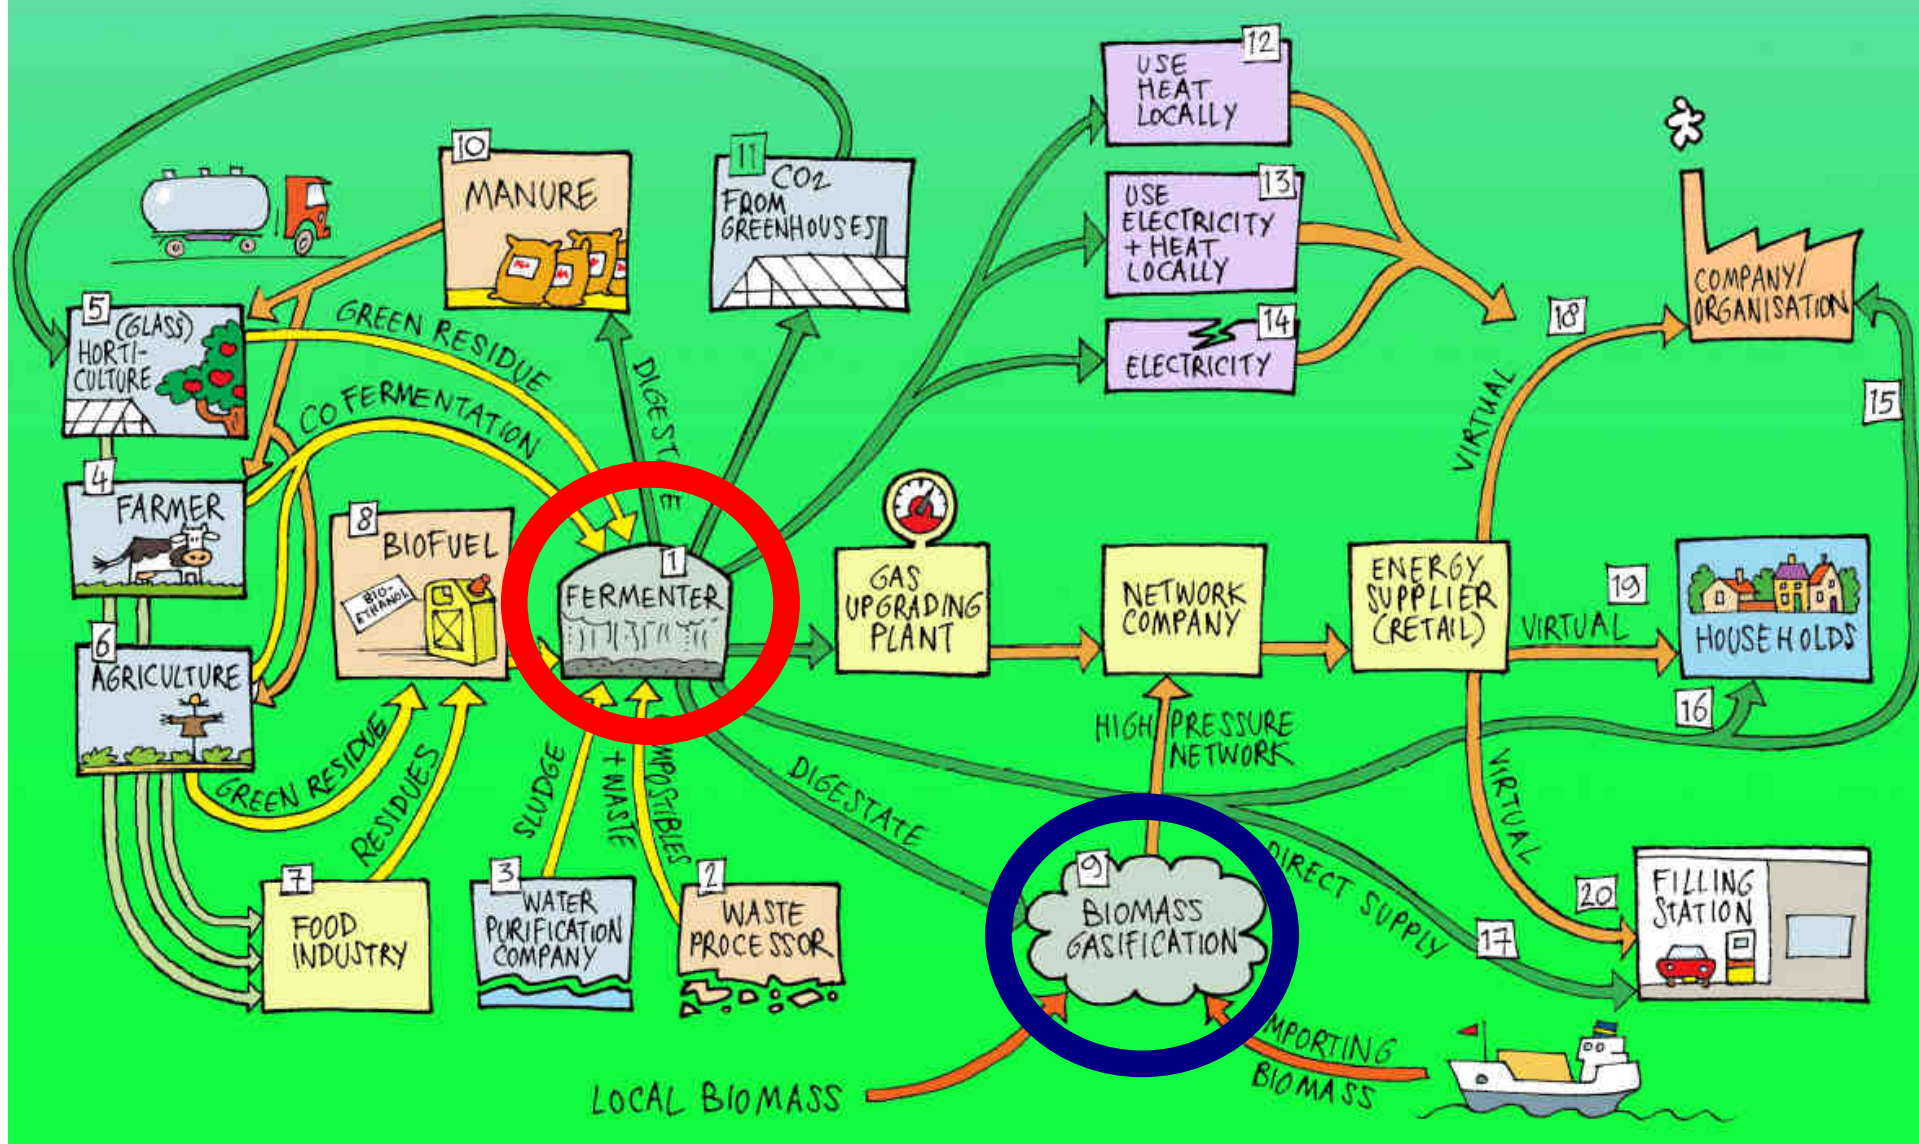 12
USE
HEAT
LOCALLY
10
MANURE
11
CO2
FROM
GREENHOUSES
13
USE
ELECTRICITY
+ HEAT
LOCALLY
14
ELECTRICITY
COMPANY/
ORGANISATION
18
15
5
(GLASS)
HORTI-
CULTURE
GREEN RESIDUE
CO FERMENTATION
DIGESTATE
VIRTUAL
4
FARMER
8
BIOFUEL
BIO-
ETHANOL
1
FERMENTER
GAS
UPGRADING
PLANT
NETWORK
COMPANY
ENERGY
SUPPLIER
(RETAIL)
VIRTUAL
19
HOUSEHOLDS
6
AGRICULTURE
16
HIGH PRESSURE
NETWORK
GREEN RESIDUE
RESIDUES
SLUDGE
COMPOSTIBLES
+ WASTE
DIGESTATE
VIRTUAL
DIRECT SUPPLY
7
FOOD
INDUSTRY
3
WATER
PURIFICATION
COMPANY
2
WASTE
PROCESSOR
9
BIOMASS
GASIFICATION
17
20
FILLING
STATION
LOCAL BIOMASS
IMPORTING
BIOMASS